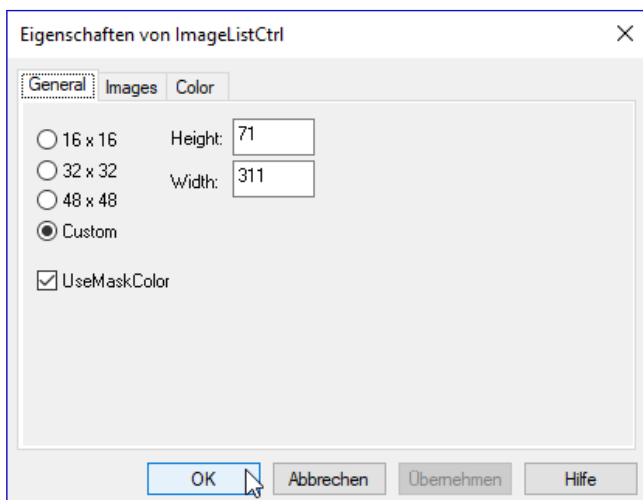 Eigenschaften von ImageListCtrl
General Images Color
16 x 16 Height: 71
32 x 32 Width: 311
48 x 48
Custom
UseMaskColor
OK Abbrechen Übernehmen Hilfe